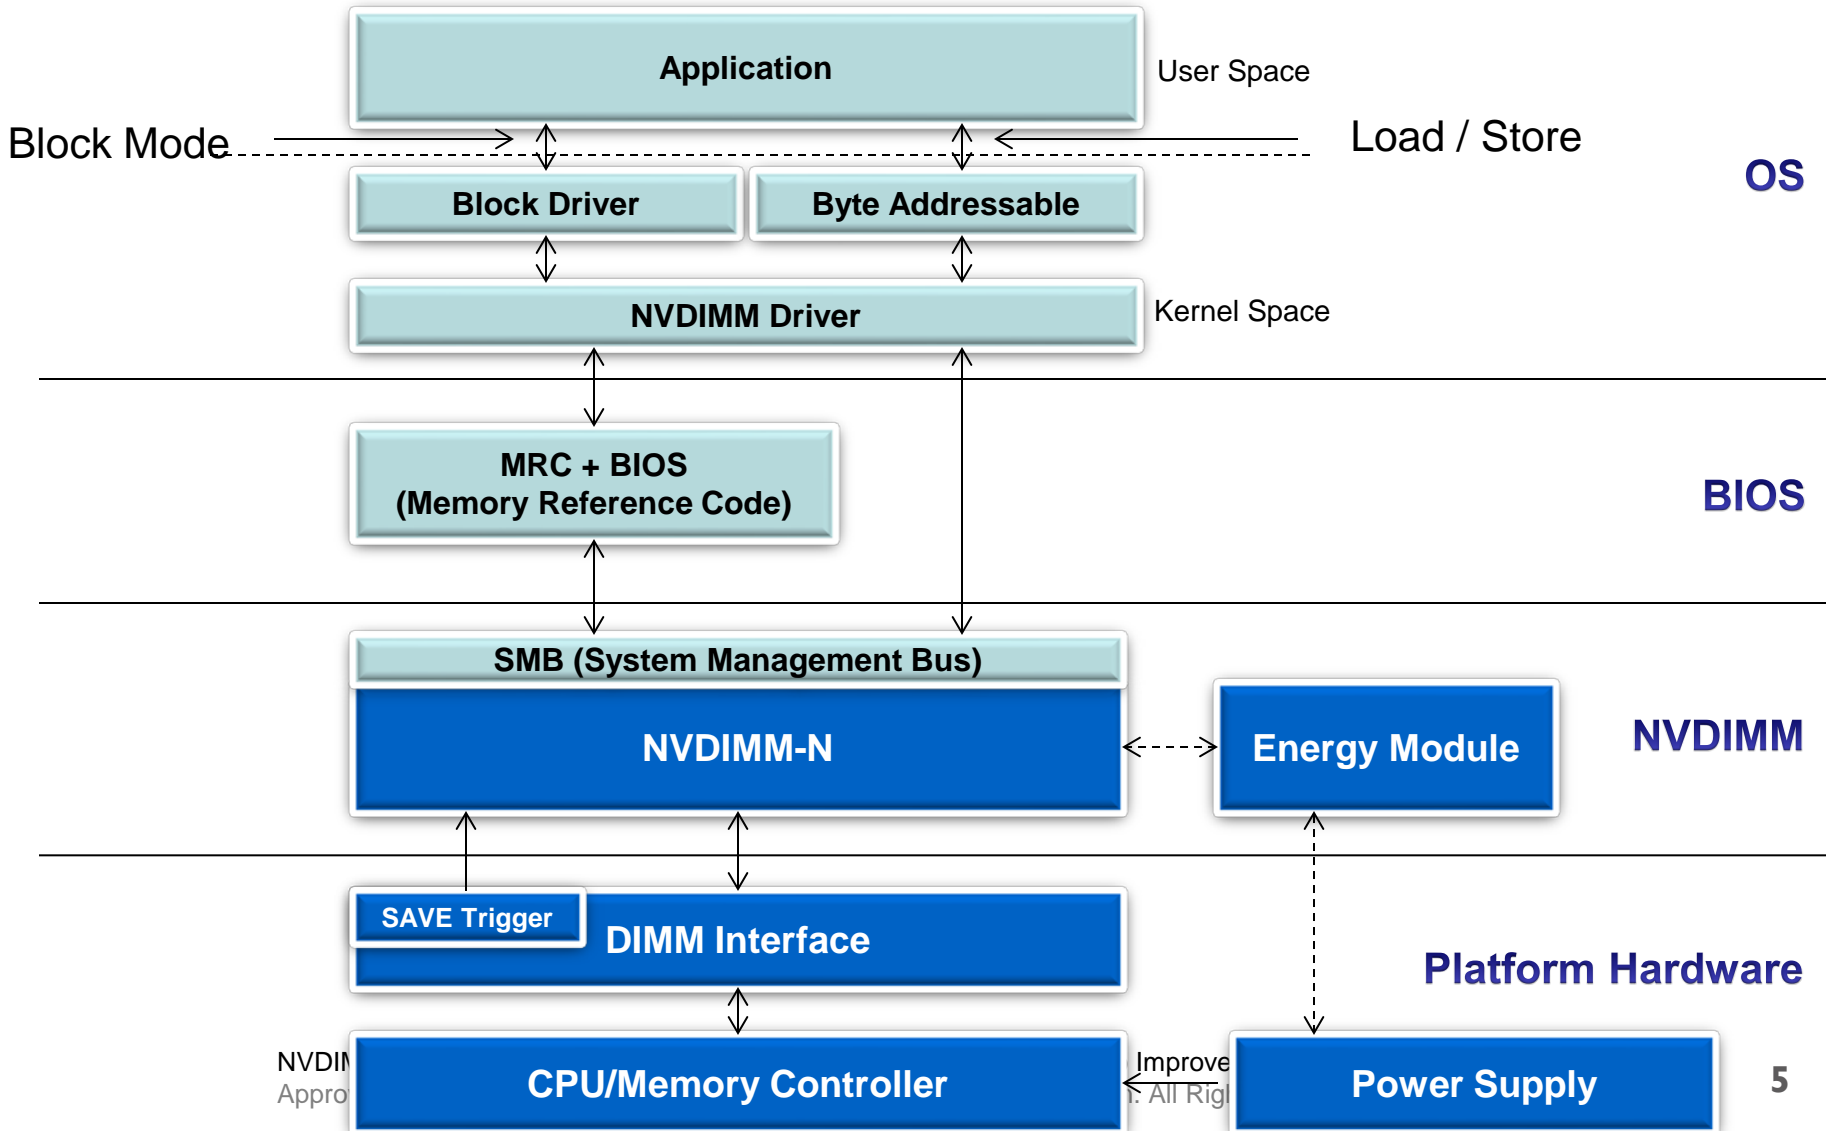 Application
User Space
Block Mode
Load / Store
OS
Block Driver
Byte Addressable
NVDIMM Driver
Kernel Space
MRC + BIOS
(Memory Reference Code)
BIOS
SMB (System Management Bus)
NVDIMM-N
Energy Module
NVDIMM
SAVE Trigger
DIMM Interface
Platform Hardware
CPU/Memory Controller
Improve
All
Power Supply
5